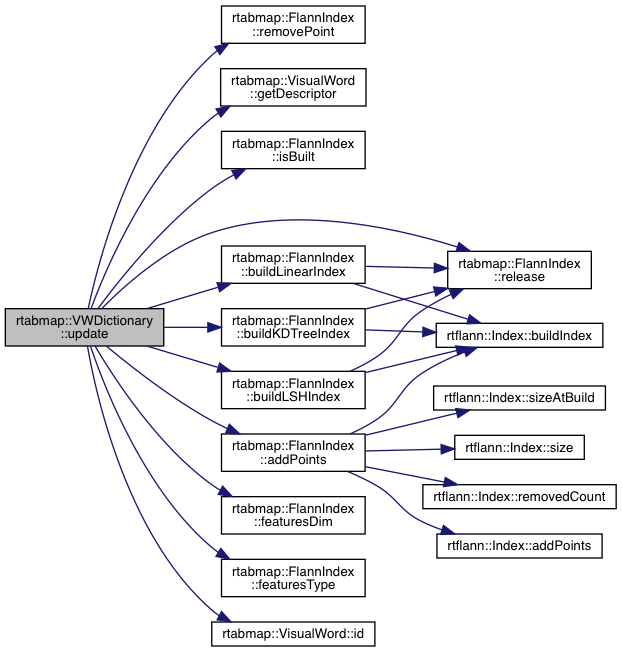 rtabmap::FlannIndex
::removePoint
rtabmap::VisualWord
::getDescriptor
rtabmap::FlannIndex
::isBuilt
rtabmap::FlannIndex
::buildLinearIndex
rtabmap::FlannIndex
::release
rtabmap::VWDictionary
::update
rtabmap::FlannIndex
::buildKDTreeIndex
rtflann::Index::buildIndex
rtabmap::FlannIndex
::buildLSHIndex
rtflann::Index::sizeAtBuild
rtabmap::FlannIndex
::addPoints
rtflann::Index::size
rtflann::Index::removedCount
rtabmap::FlannIndex
::featuresDim
rtflann::Index::addPoints
rtabmap::FlannIndex
::featuresType
rtabmap::VisualWord::id